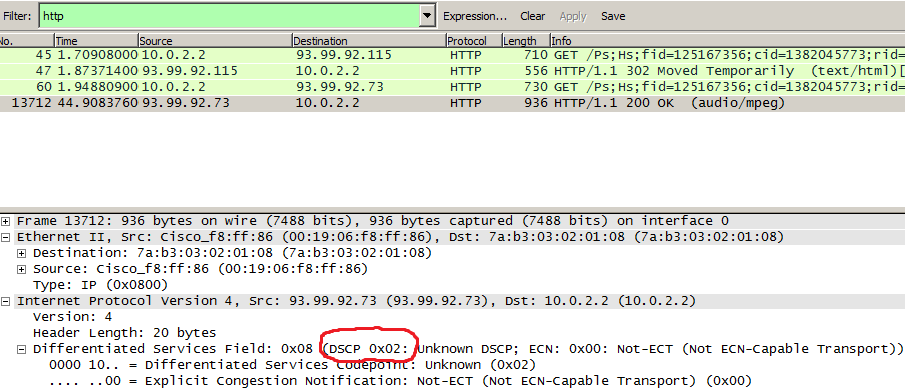 Filter: http Expression... Clear Apply Save
No. Time Source Destination Protocol Length Info
45 1.70908000 10.0.2.2 93.99.92.115 HTTP 710 GET /Ps;Hs;fid=125167356;cid=1382045773;rid=
47 1.87371400 93.99.92.115 10.0.2.2 HTTP 556 HTTP/1.1 302 Moved Temporarily (text/html)[
60 1.94880900 10.0.2.2 93.99.92.73 HTTP 730 GET /Ps;Hs;fid=125167356;cid=1382045773;rid=
13712 44.9083760 93.99.92.73 10.0.2.2 HTTP 936 HTTP/1.1 200 OK (audio/mpeg)
Frame 13712: 936 bytes on wire (7488 bits), 936 bytes captured (7488 bits) on interface 0
Ethernet II, Src: Cisco_f8:ff:86 (00:19:06:f8:ff:86), Dst: 7a:b3:03:02:01:08 (7a:b3:03:02:01:08)
Destination: 7a:b3:03:02:01:08 (7a:b3:03:02:01:08)
Source: Cisco_f8:ff:86 (00:19:06:f8:ff:86)
Type: IP (0x0800)
Internet Protocol Version 4, Src: 93.99.92.73 (93.99.92.73), Dst: 10.0.2.2 (10.0.2.2)
Version: 4
Header Length: 20 bytes
Differentiated Services Field: 0x08 (DSCP 0x02: Unknown DSCP; ECN: 0x00: Not-ECT (Not ECN-Capable Transport))
0000 10.. = Differentiated Services Codepoint: Unknown (0x02)
.... ..00 = Explicit Congestion Notification: Not-ECT (Not ECN-Capable Transport) (0x00)